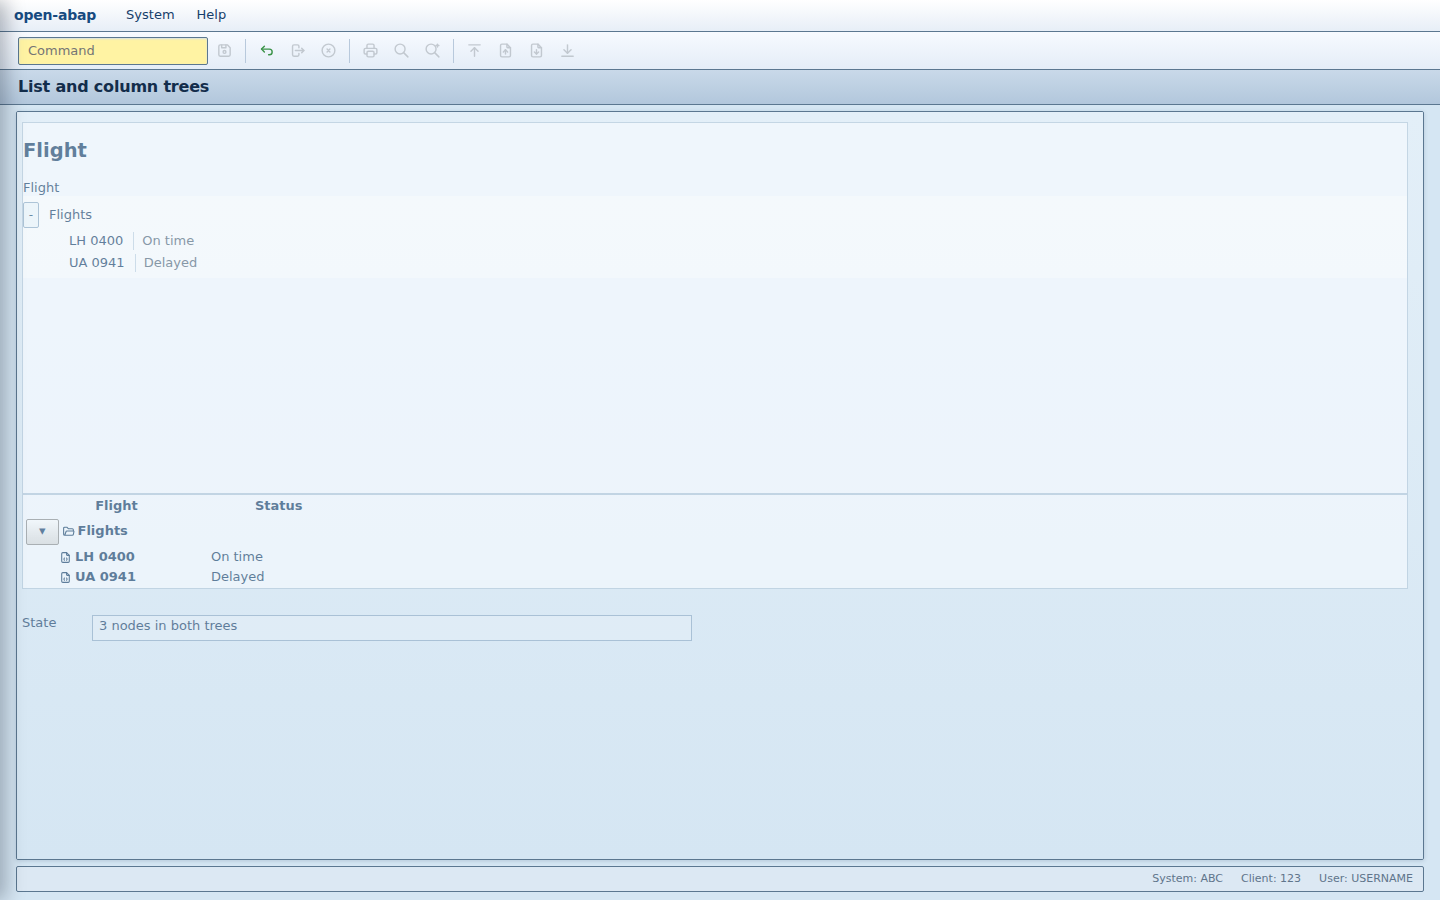 open-abap System Help
Command
List and column trees
Flight
Flight
- Flights
LH 0400 On time
UA 0941 Delayed
Flight Status
Flights
LH 0400 On time
UA 0941 Delayed
State 3 nodes in both trees
System: ABC Client: 123 User: USERNAME